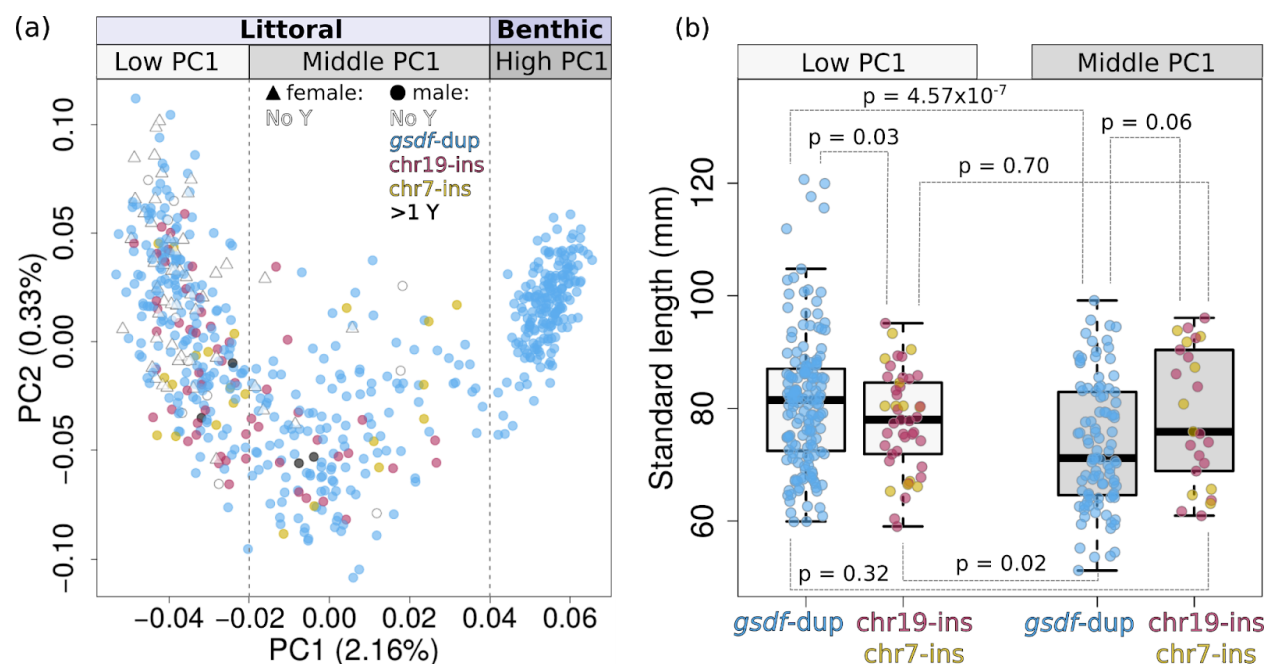 (a)
Littoral Benthic
Low PC1 Middle PC1 High PC1
female: male:
No Y No Y
gsdf-dup
chr19-ins
chr7-ins
>1 Y
PC2 (0.33%)
0.10
0.05
0.00
−0.05
−0.10
−0.04 −0.02 0.00 0.02 0.04 0.06
PC1 (2.16%)
(b)
Low PC1 Middle PC1
p = 4.57x10-7
p = 0.03 p = 0.06
p = 0.70
Standard length (mm)
120
100
80
60
p = 0.32 p = 0.02
gsdf-dup chr19-ins gsdf-dup chr19-ins
chr7-ins chr7-ins